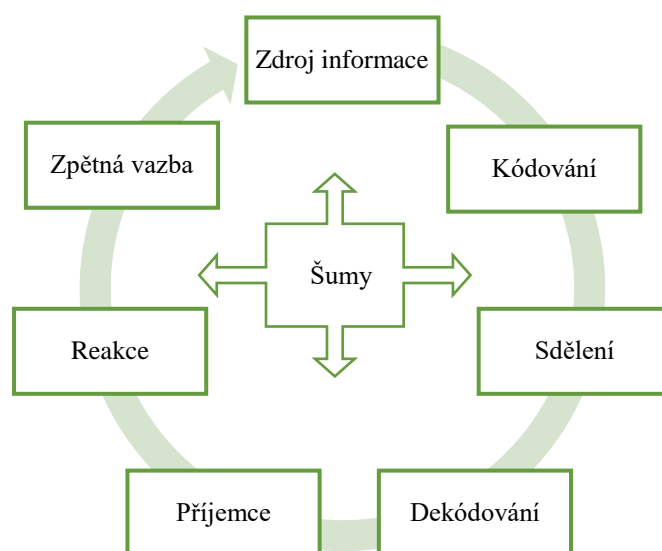 Zdroj informace
Kódování
Sdělení
Dekódování
Příjemce
Reakce
Zpětná vazba
Šumy